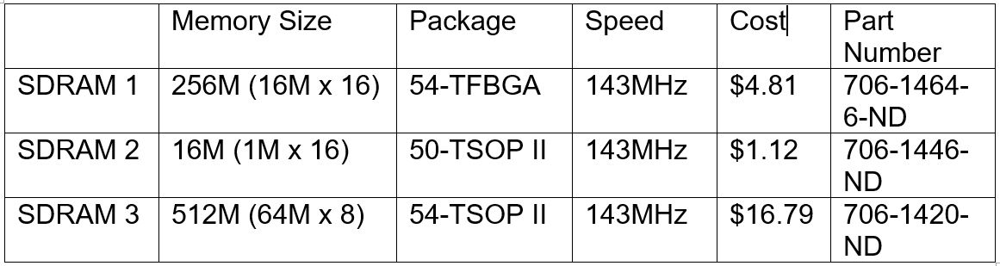 Memory Size Package Speed Cost Part
Number
SDRAM 1 256M (16M x 16) 54-TFBGA 143MHz $4.81 706-1464-
6-ND
SDRAM 2 16M (1M x 16) 50-TSOP II 143MHz $1.12 706-1446-
ND
SDRAM 3 512M (64M x 8) 54-TSOP II 143MHz $16.79 706-1420-
ND